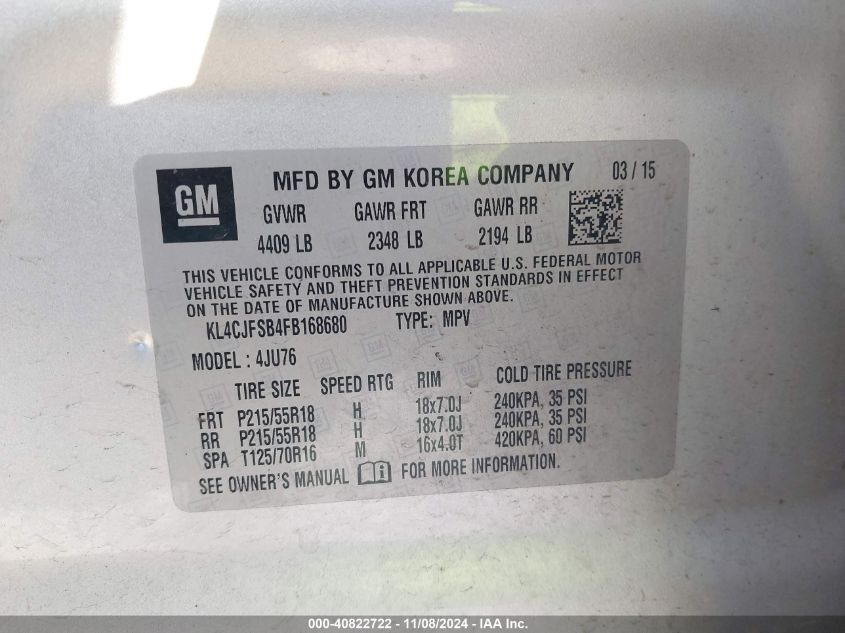 GM
MFD BY GM KOREA COMPANY 03 / 15
GVWR GAWR FRT GAWR RR
4409 LB 2348 LB 2194 LB
THIS VEHICLE CONFORMS TO ALL APPLICABLE U.S. FEDERAL MOTOR
VEHICLE SAFETY AND THEFT PREVENTION STANDARDS IN EFFECT
ON THE DATE OF MANUFACTURE SHOWN ABOVE.
KL4CJFSB4FB168680 TYPE: MPV
MODEL : 4JU76
TIRE SIZE SPEED RTG RIM COLD TIRE PRESSURE
FRT P215/55R18 H 18x7.0J 240KPA, 35 PSI
RR P215/55R18 H 18x7.0J 240KPA, 35 PSI
SPA T125/70R16 M 16x4.0T 420KPA, 60 PSI
SEE OWNER'S MANUAL FOR MORE INFORMATION.
000-40822722 - 11/08/2024 - IAA Inc.